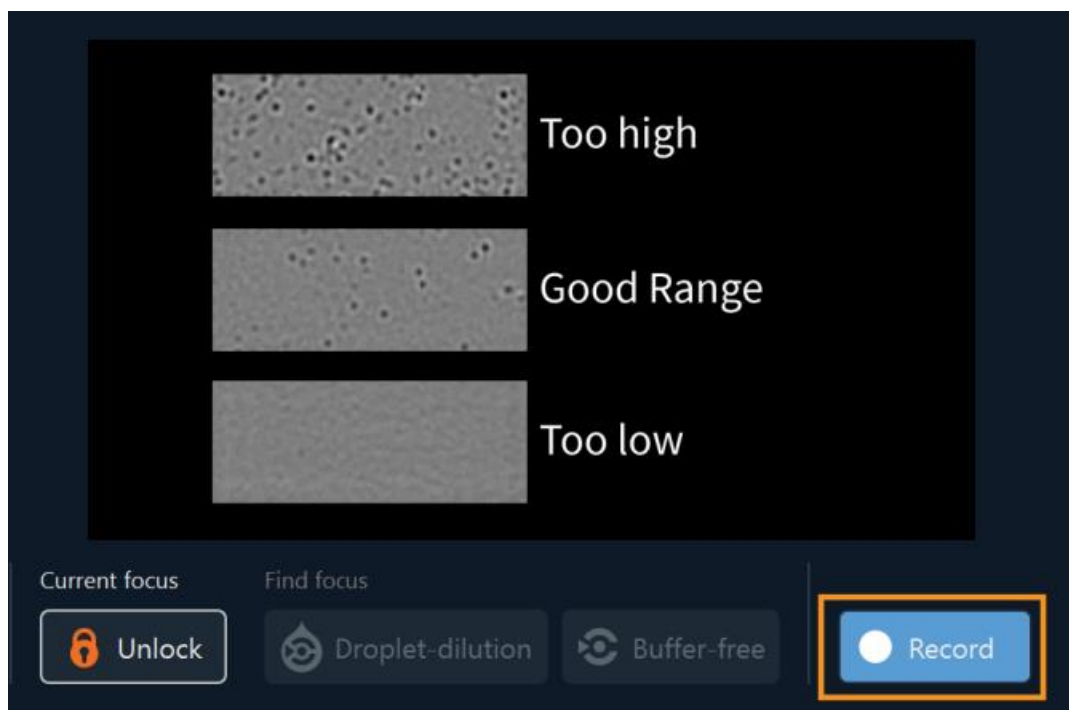 Too high
Good Range
Too low
Current focus
Find focus
Unlock
Droplet-dilution
Buffer-free
Record